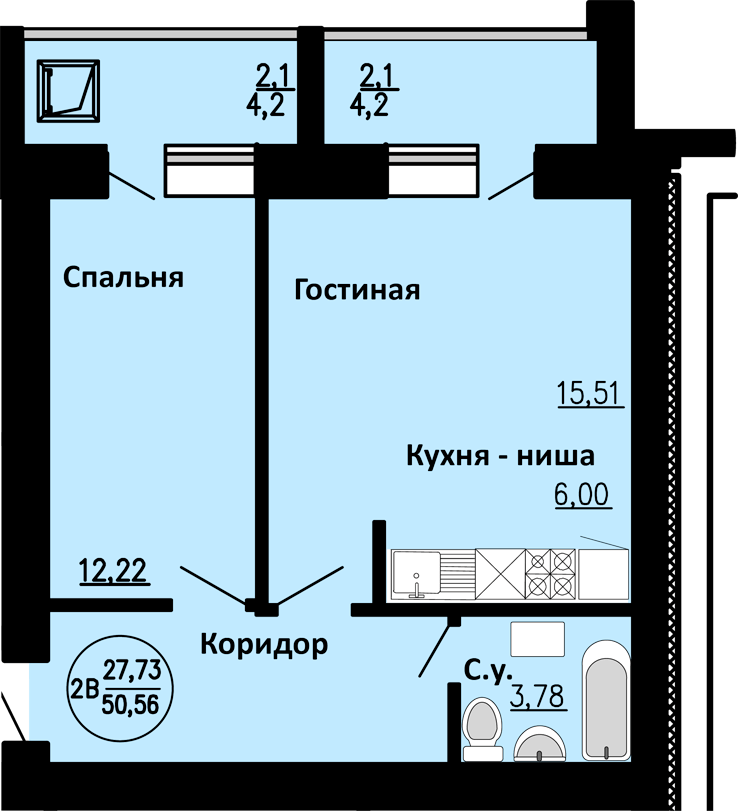 2,1
4,2
2,1
4,2
Спальня
Гостиная
15,51
Кухня - ниша
6,00
12,22
Коридор
2В
27,73
50,56
С.у.
3,78